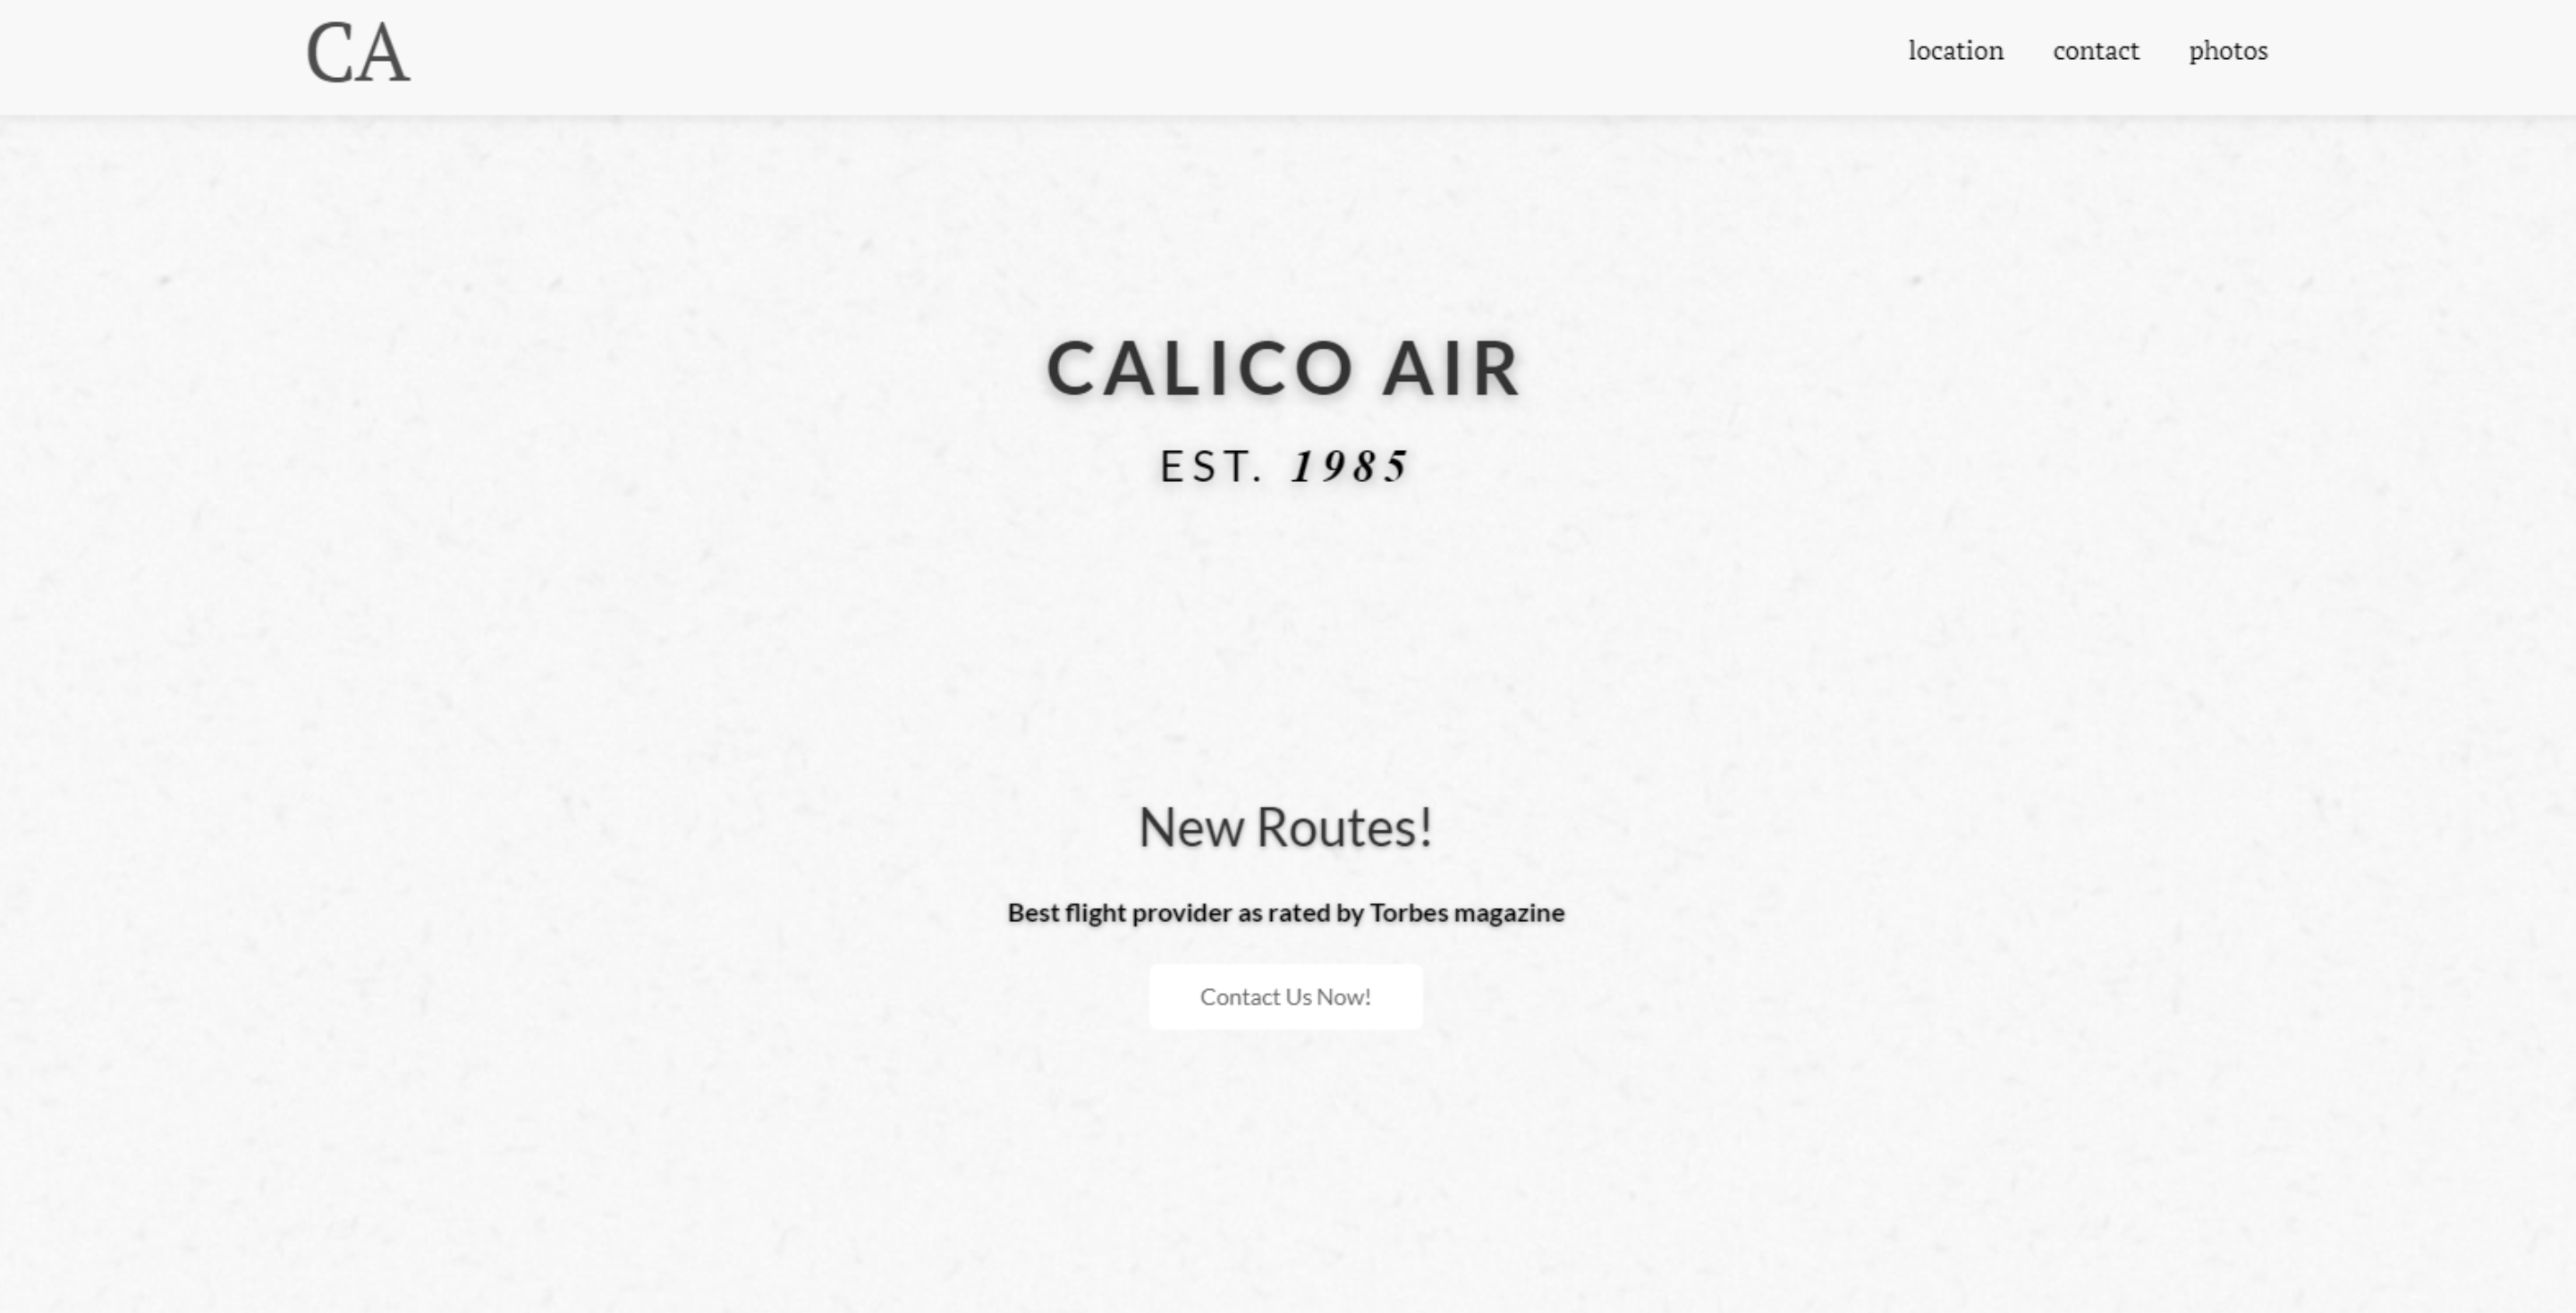 CA
location contact photos
CALICO AIR
EST. 1985
New Routes!
Best flight provider as rated by Torbes magazine
Contact Us Now!